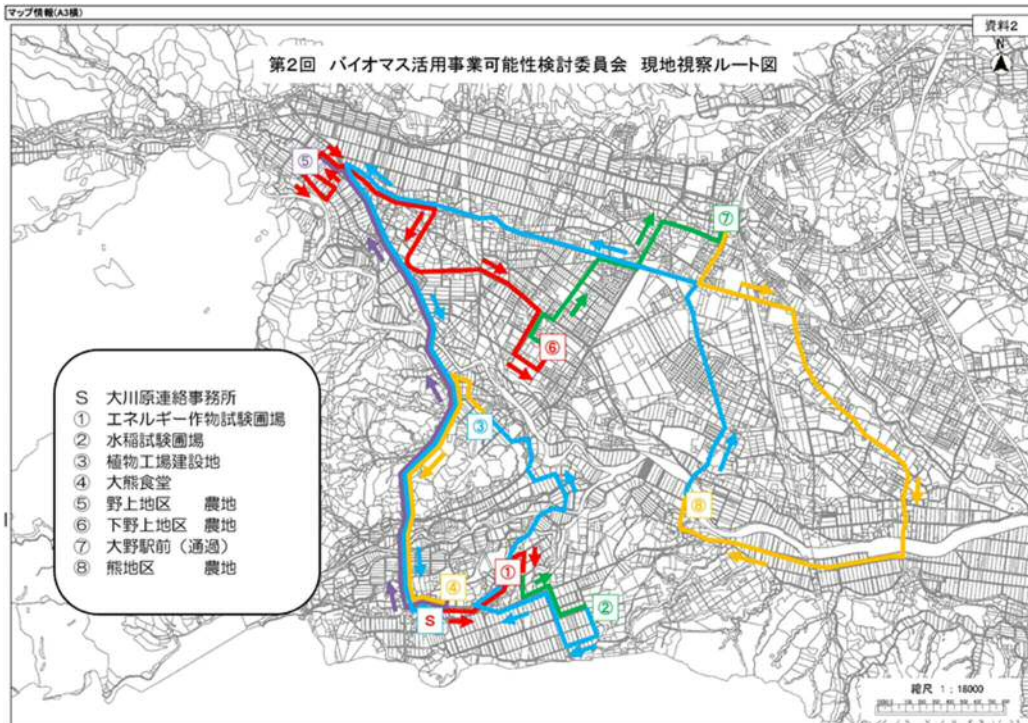 マップ情報(A3横)
資料2
N
第2回 バイオマス活用事業可能性検討委員会 現地視察ルート図
⑤
⑦
⑥
③
⑧
④
①
②
S
S 大川原連絡事務所
① エネルギー作物試験圃場
② 水稲試験圃場
③ 植物工場建設地
④ 大熊食堂
⑤ 野上地区 農地
⑥ 下野上地区 農地
⑦ 大野駅前（通過）
⑧ 熊地区 農地
縮尺 1：18000